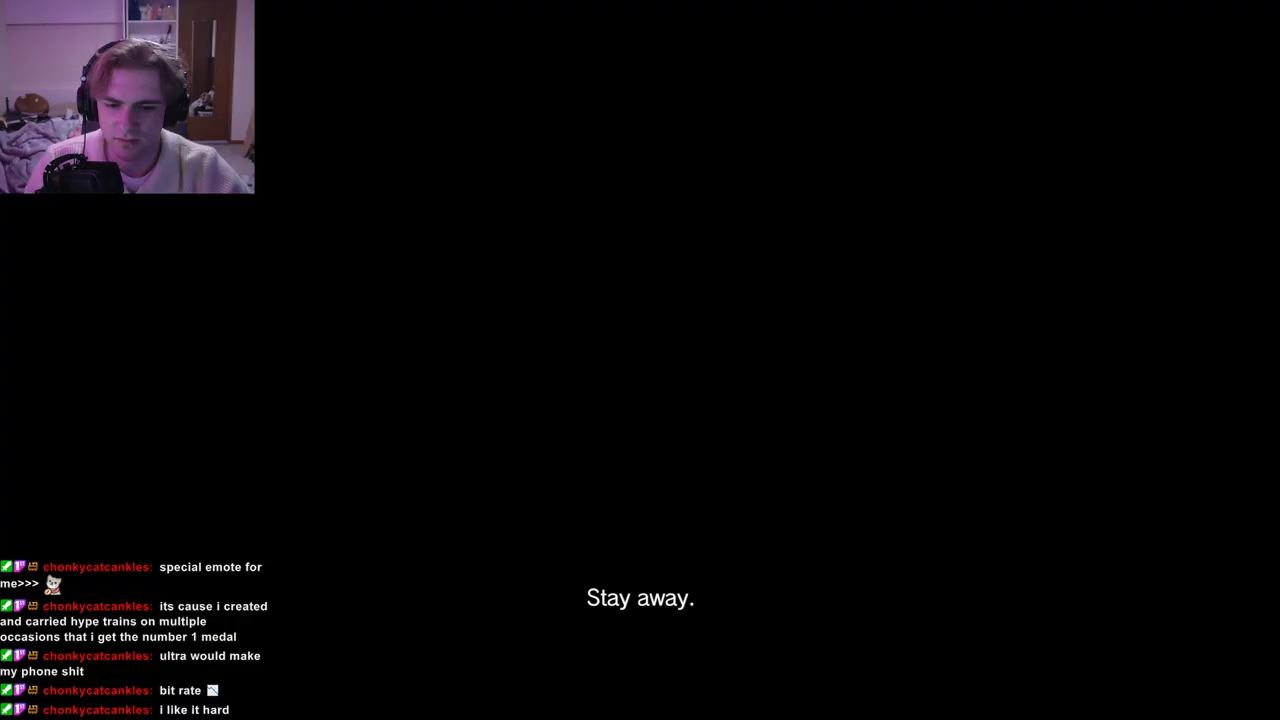 chonkycatcankles: special emote for
me>>>
chonkycatcankles: its cause i created
and carried hype trains on multiple
occasions that i get the number 1 medal
chonkycatcankles: ultra would make
my phone shit
chonkycatcankles: bit rate
chonkycatcankles: i like it hard
Stay away.